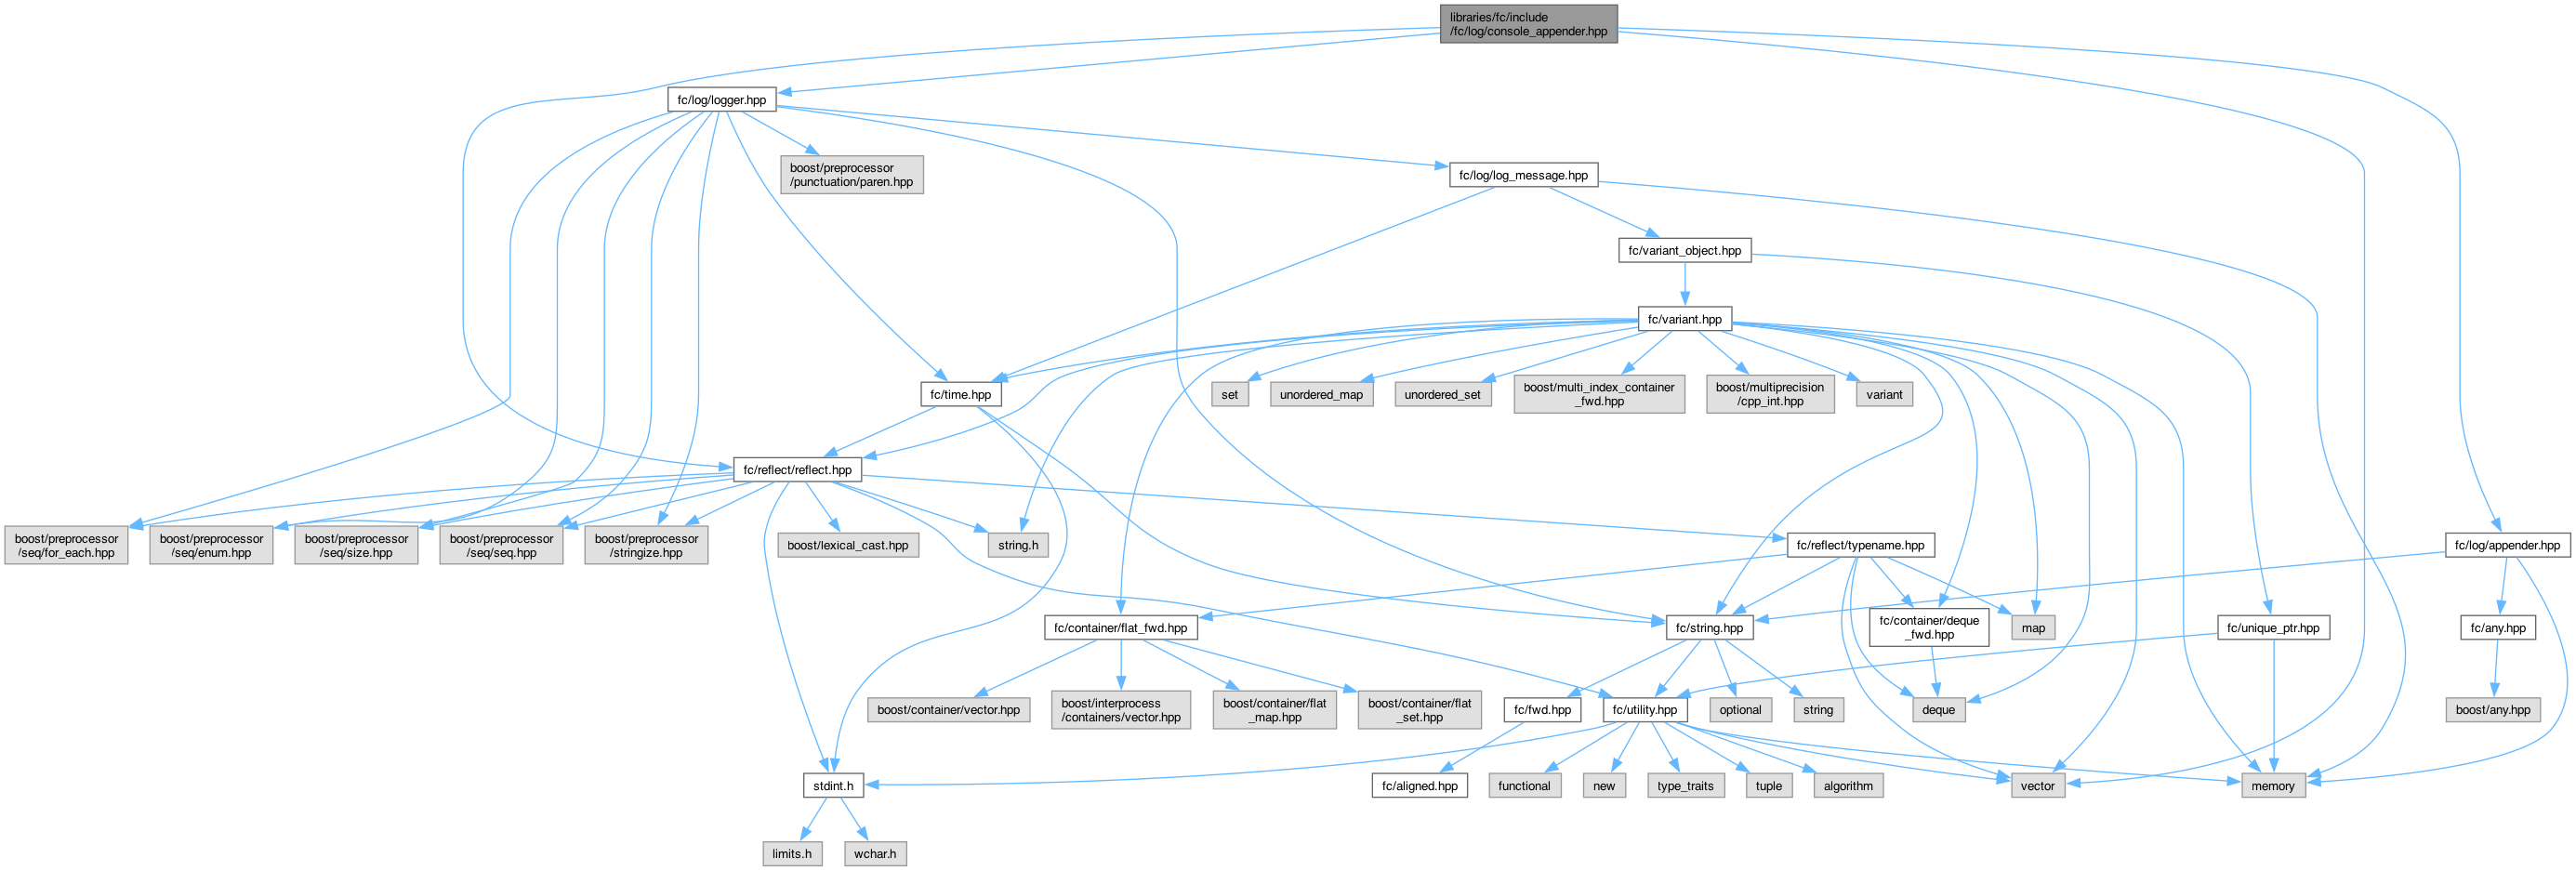 libraries/fc/include
/fc/log/console_appender.hpp
fc/log/logger.hpp
boost/preprocessor
/punctuation/paren.hpp
fc/log/log_message.hpp
fc/variant_object.hpp
fc/variant.hpp
fc/time.hpp
set
unordered_map
unordered_set
boost/multi_index_container
_fwd.hpp
boost/multiprecision
/cpp_int.hpp
variant
fc/reflect/reflect.hpp
boost/preprocessor
/seq/for_each.hpp
boost/preprocessor
/seq/enum.hpp
boost/preprocessor
/seq/size.hpp
boost/preprocessor
/seq/seq.hpp
boost/preprocessor
/stringize.hpp
boost/lexical_cast.hpp
string.h
fc/reflect/typename.hpp
fc/log/appender.hpp
fc/container/flat_fwd.hpp
fc/string.hpp
fc/container/deque
_fwd.hpp
map
fc/unique_ptr.hpp
fc/any.hpp
boost/container/vector.hpp
boost/interprocess
/containers/vector.hpp
boost/container/flat
_map.hpp
boost/container/flat
_set.hpp
fc/fwd.hpp
fc/utility.hpp
optional
string
deque
boost/any.hpp
stdint.h
fc/aligned.hpp
functional
new
type_traits
tuple
algorithm
vector
memory
limits.h
wchar.h